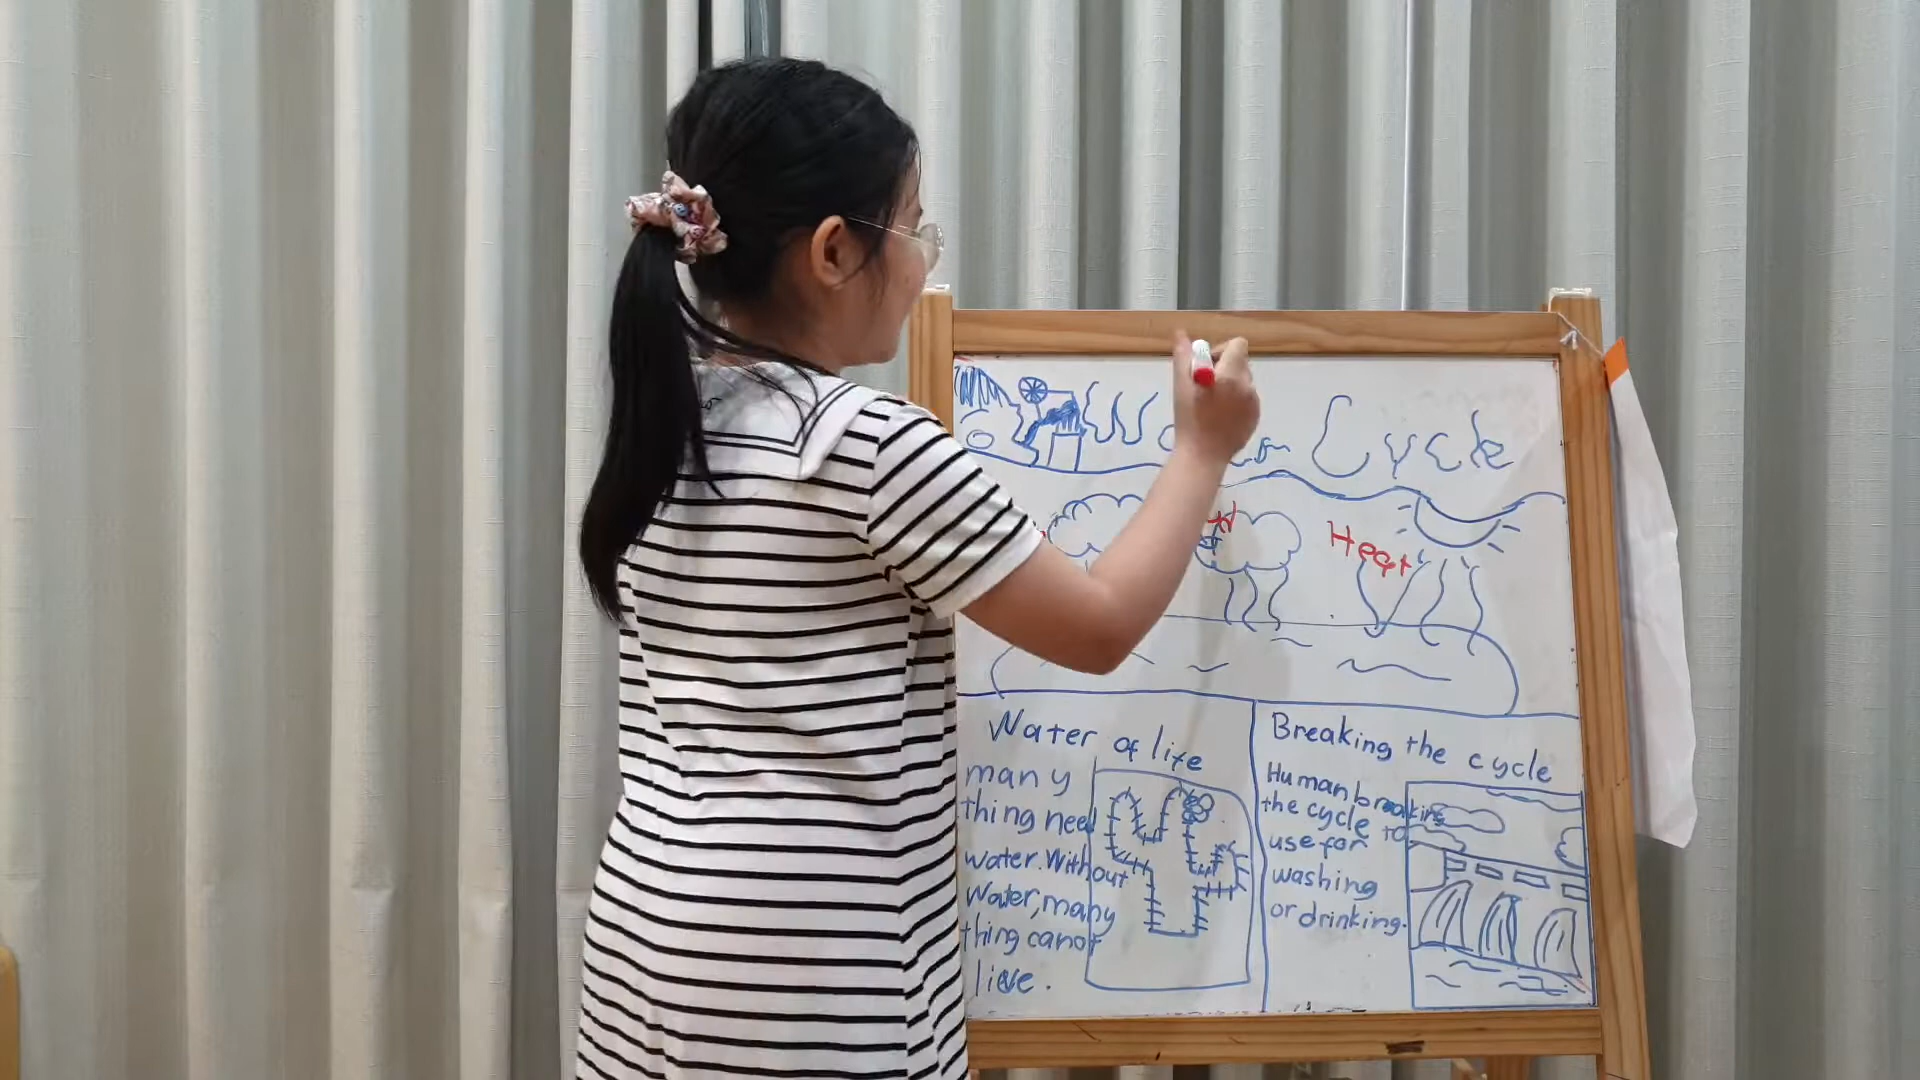 Cycle
Heat
Water of life
many
thing need
water. Without
Water, many
thing canot
lieve.
Breaking the cycle
Human breaking
the cycle to
use for
washing
or drinking.